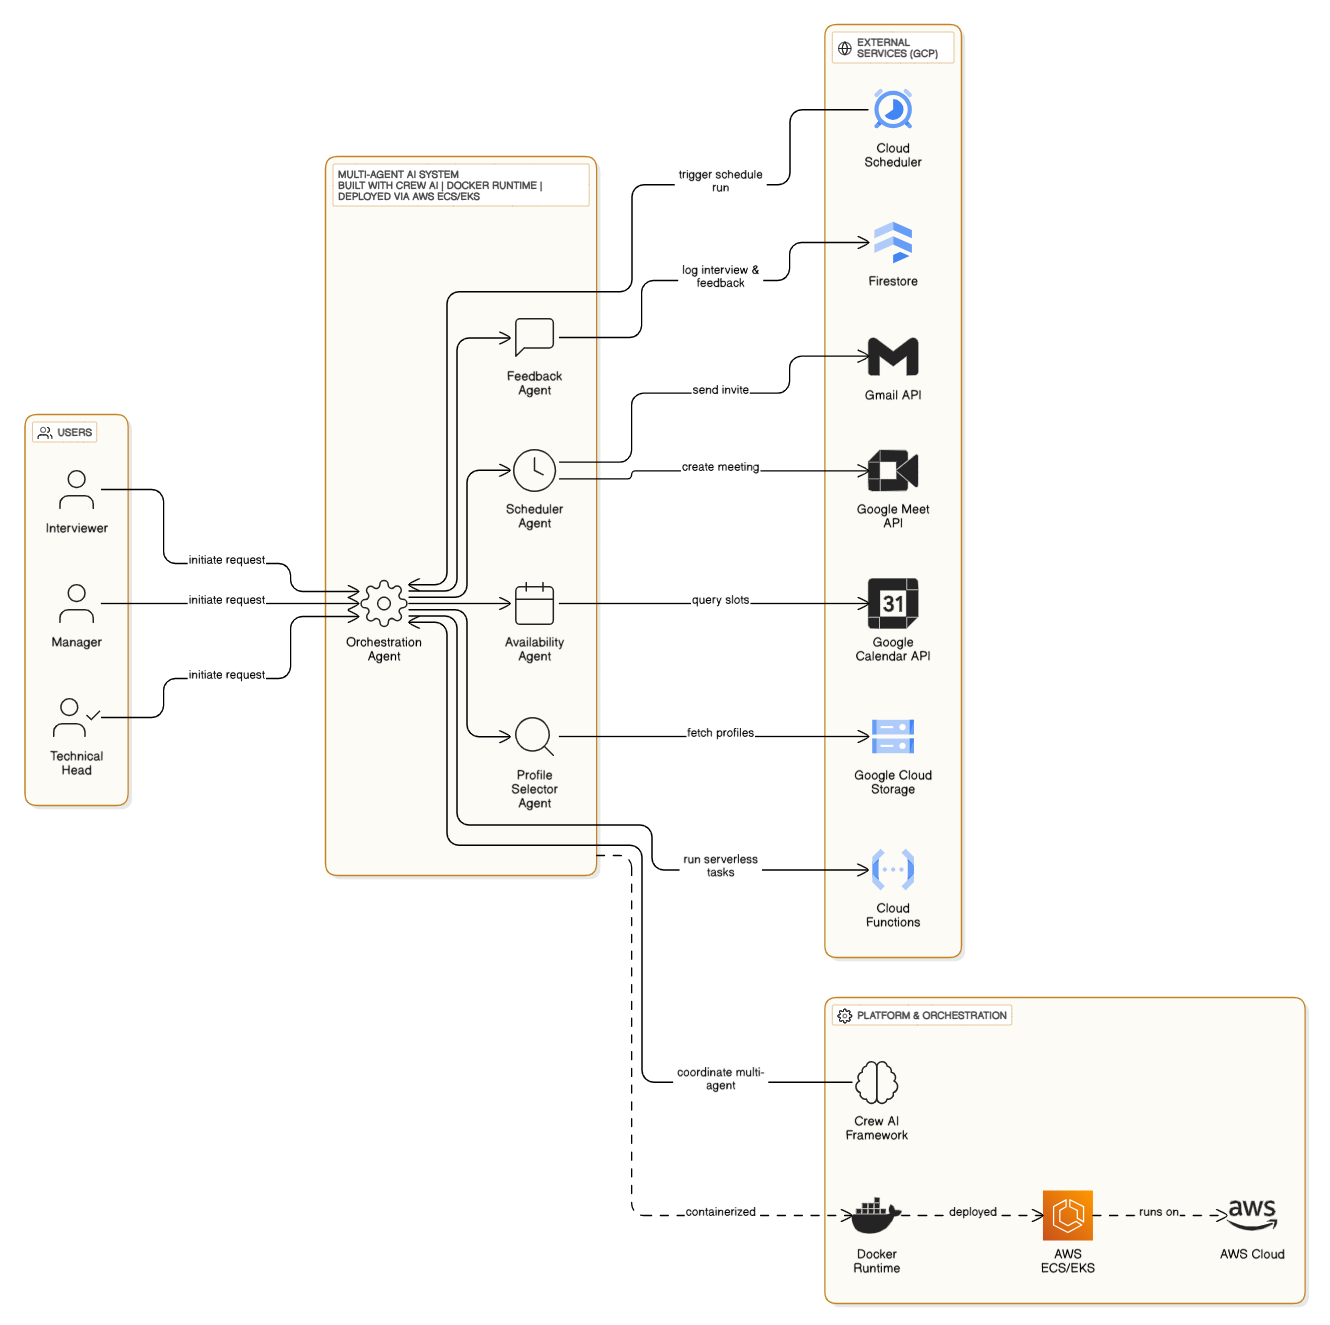 EXTERNAL
SERVICES (GCP)
Cloud
Scheduler
trigger schedule
run
MULTI-AGENT AI SYSTEM
BUILT WITH CREW AI | DOCKER RUNTIME |
DEPLOYED VIA AWS ECS/EKS
log interview &
feedback
Firestore
Feedback
Agent
send invite
Gmail API
USERS
Interviewer
Scheduler
Agent
create meeting
Google Meet
API
initiate request
initiate request
Manager
Orchestration
Agent
Availability
Agent
query slots
31
Google
Calendar API
initiate request
Technical
Head
Profile
Selector
Agent
fetch profiles
Google Cloud
Storage
run serverless
tasks
Cloud
Functions
PLATFORM & ORCHESTRATION
coordinate multi-
agent
Crew AI
Framework
containerized
Docker
Runtime
deployed
AWS
ECS/EKS
runs on
aws
AWS Cloud